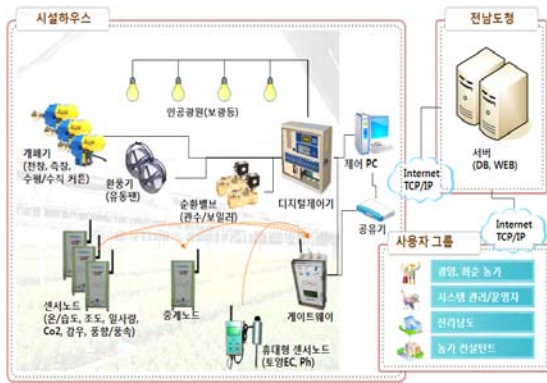 시설하우스
전남도청
인공광원(보광등)
개폐기
(천창, 측창,
수평/수직 커튼)
환풍기
(유동팬)
순환밸브
(관수/보일러)
디지털제어기
제어 PC
공유기
Internet
TCP/IP
서버
(DB, WEB)
Internet
TCP/IP
센서노드
(온/습도, 조도, 일사량,
Co2, 감우, 풍향/풍속)
중계노드
게이트웨이
휴대형 센서노드
(토양EC, Ph)
사용자 그룹
광양, 화순 농가
시스템 관리/운영자
전라남도
농가 컨설턴트